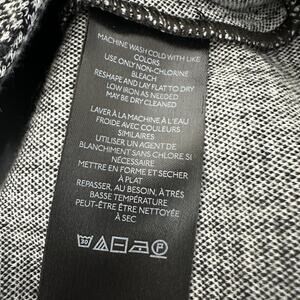 MACHINE WASH COLD WITH LIKE
COLORS
USE ONLY NON-CHLORINE
BLEACH
RESHAPE AND LAY FLAT TO DRY
LOW IRON AS NEEDED
MAY BE DRY CLEANED
LAVER À LA MACHINE À L'EAU
FROIDE AVEC COULEURS
SIMILAIRES
UTILISER UN AGENT DE
BLANCHIMENT SANS CHLORE SI
NÉCESSAIRE
METTRE EN FORME ET SECHER
À PLAT
REPASSER, AU BESOIN, À TRÈS
BASSE TEMPÉRATURE
PEUT-ÊTRE ÊTRE NETTOYÉE
À SEC
30 P